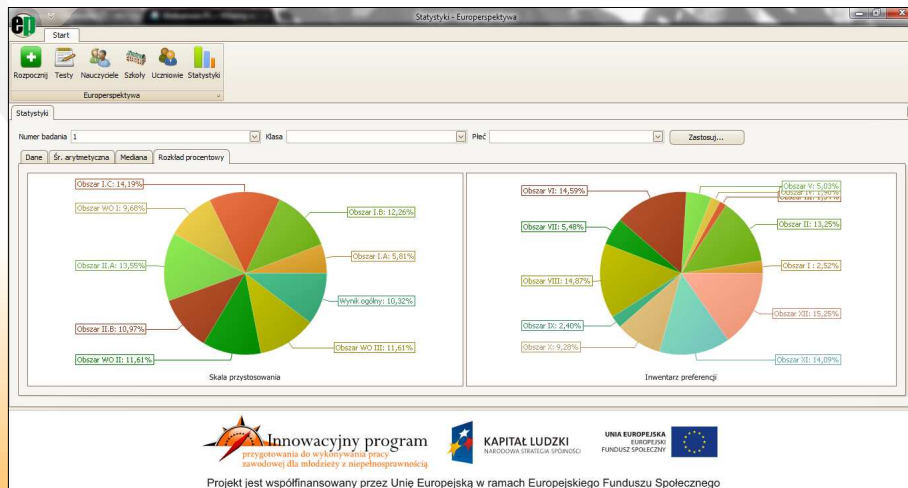 Statystyki - Europerspektywa
ep
Start
Rozpocznij Testy Nauczyciele Szkoły Uczniowie Statystyki
Europerspektywa
Statystyki
Numer badania 1 Klasa Płeć Zastosuj...
Dane Śr. arytmetyczna Mediana Rozkład procentowy
Obszar I.C: 14,19%
Obszar WO I: 9,68%
Obszar I.B: 12,26%
Obszar II.A: 13,55%
Obszar I.A: 5,81%
Wynik ogólny: 10,32%
Obszar II.B: 10,97%
Obszar WO III: 11,61%
Obszar WO II: 11,61%
Skala przystosowania
Obszar VI: 14,59%
Obszar V: 5,03%
Obszar II: 13,25%
Obszar VII: 5,48%
Obszar I : 2,52%
Obszar VIII: 14,87%
Obszar XII: 15,25%
Obszar IX: 2,40%
Obszar X: 9,28%
Obszar XI: 14,09%
Inwentarz preferencji
Innowacyjny program
przygotowania do wykonywania pracy
zawodowej dla młodzieży z niepełnosprawnością
KAPITAŁ LUDZKI
NARODOWA STRATEGIA SPÓJNOŚCI
UNIA EUROPEJSKA
EUROPEJSKI
FUNDUSZ SPOŁECZNY
Projekt jest współfinansowany przez Unię Europejską w ramach Europejskiego Funduszu Społecznego